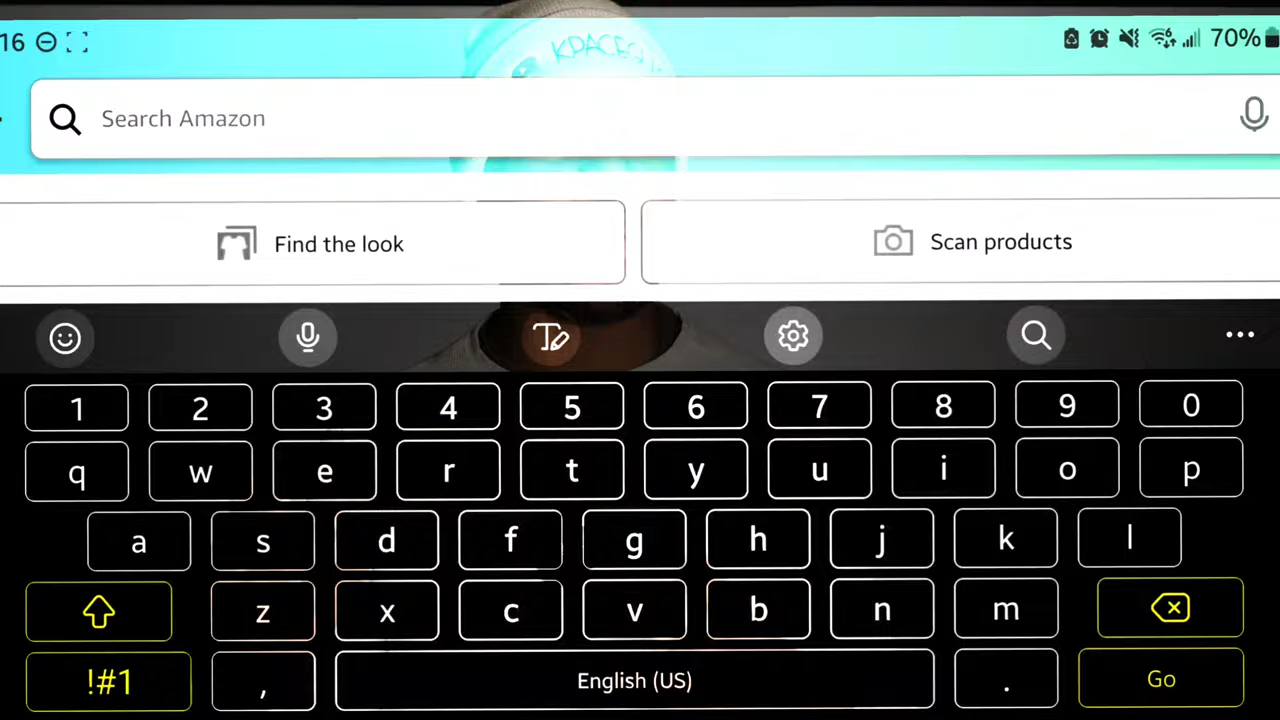 16 70%
Search Amazon
Find the look Scan products
1 2 3 4 5 6 7 8 9 0
q w e r t y u i o p
a s d f g h j k l
z x c v b n m
!#1 , English (US) . Go